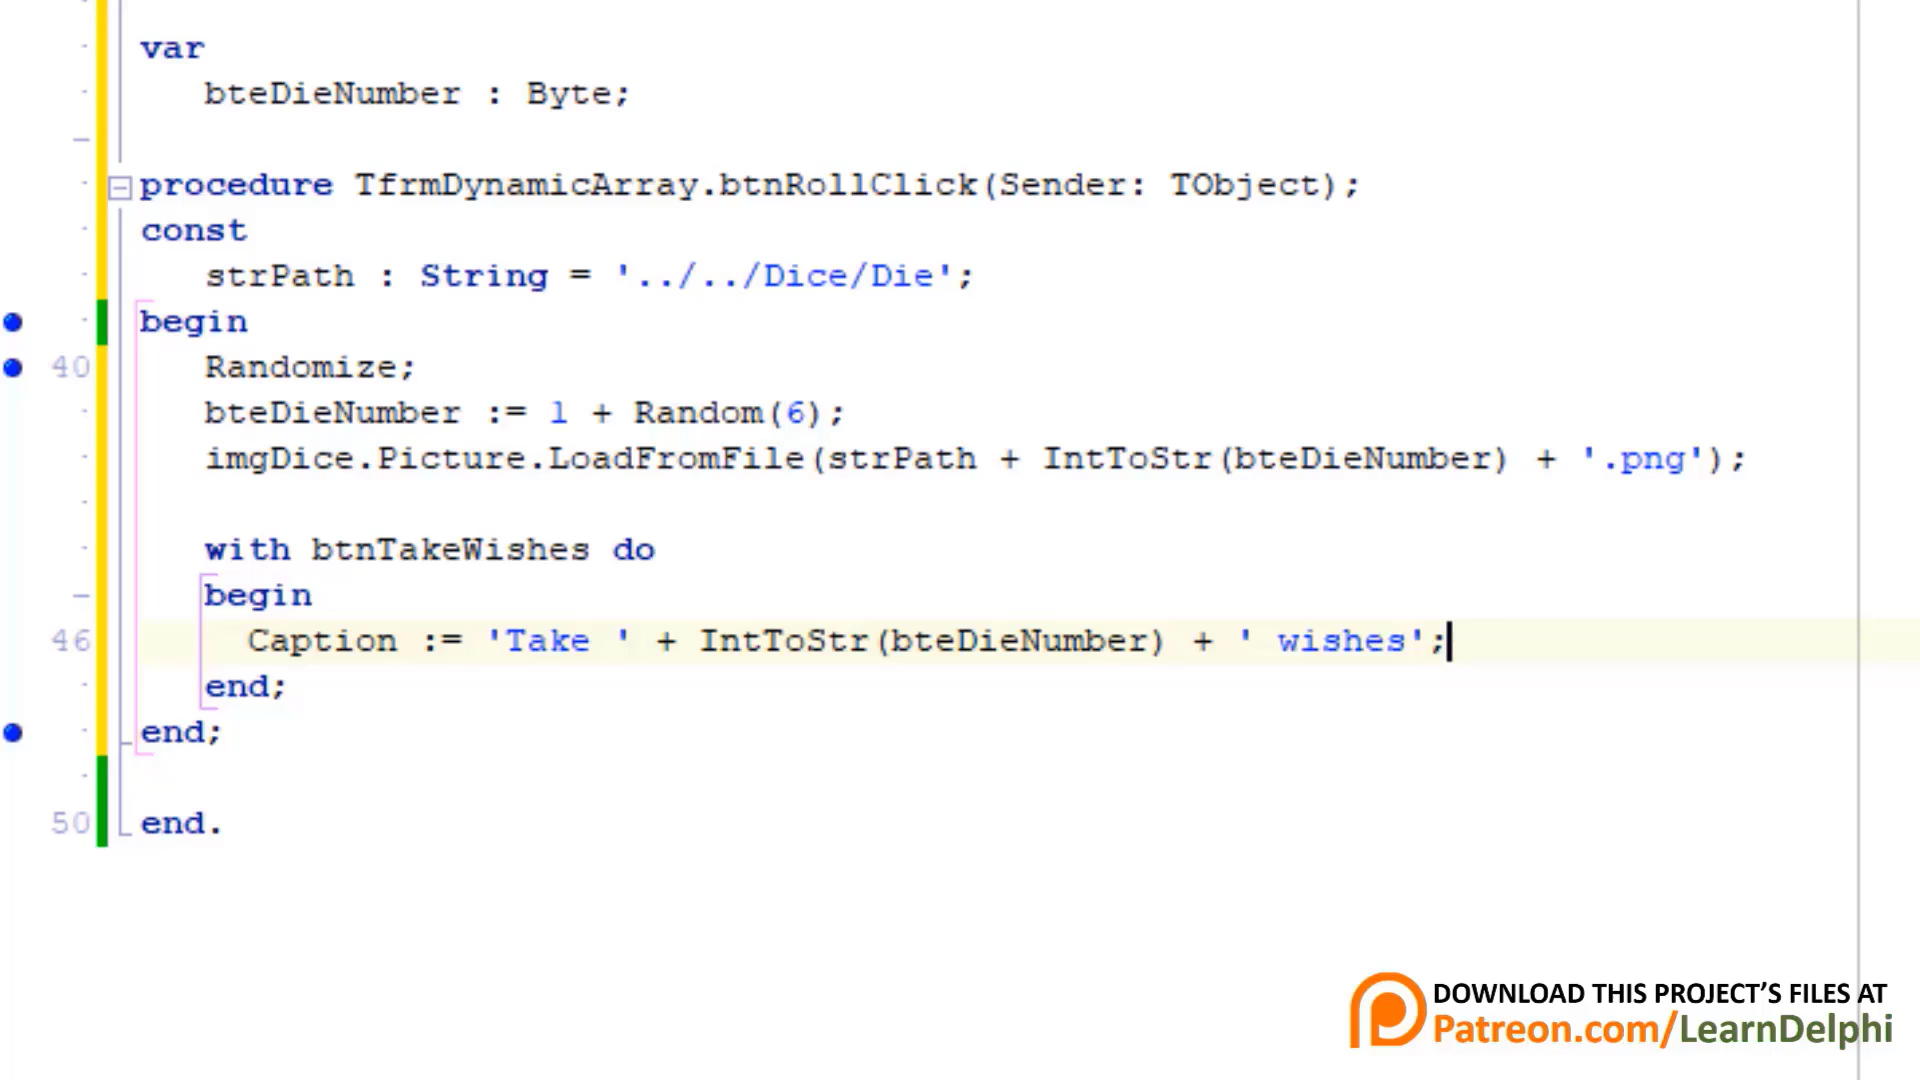 var
bteDieNumber : Byte;
procedure TfrmDynamicArray.btnRollClick(Sender: TObject);
const
strPath : String = '../../Dice/Die';
begin
40 Randomize;
bteDieNumber := 1 + Random(6);
imgDice.Picture.LoadFromFile(strPath + IntToStr(bteDieNumber) + '.png');
with btnTakeWishes do
begin
46 Caption := 'Take ' + IntToStr(bteDieNumber) + ' wishes';
end;
end;
50 end.
DOWNLOAD THIS PROJECT'S FILES AT
Patreon.com/LearnDelphi